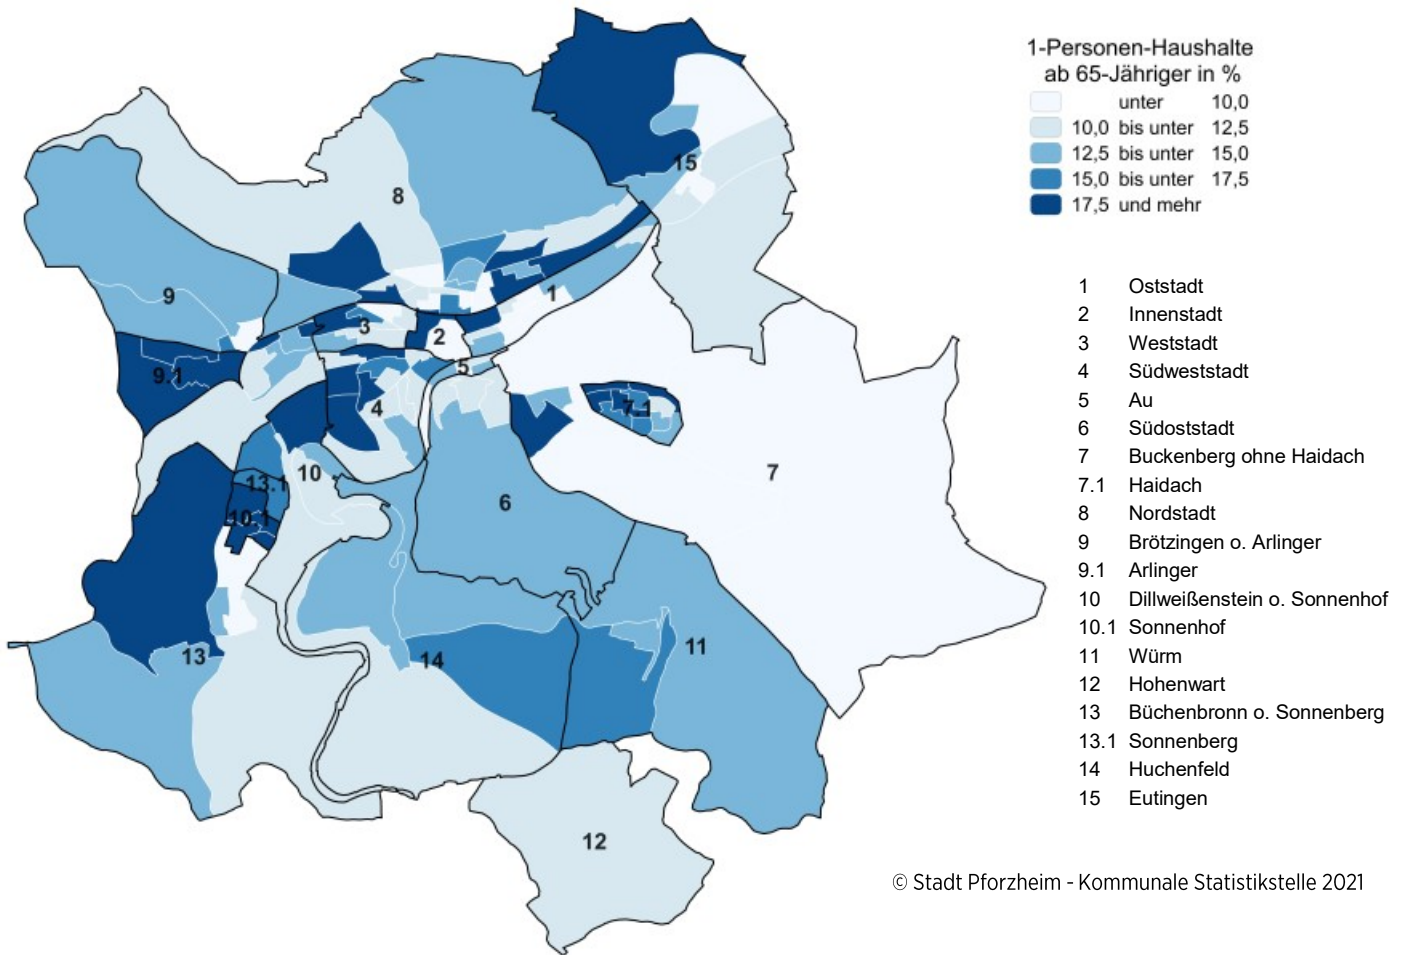 1-Personen-Haushalte
ab 65-Jähriger in %
unter 10,0
10,0 bis unter 12,5
12,5 bis unter 15,0
15,0 bis unter 17,5
17,5 und mehr
15
8
9
1
3
2
5
9.1
4
7.1
10
7
13.1
6
10.1
11
13
14
12
1 Oststadt
2 Innenstadt
3 Weststadt
4 Südweststadt
5 Au
6 Südoststadt
7 Buckenberg ohne Haidach
7.1 Haidach
8 Nordstadt
9 Brötzingen o. Arlinger
9.1 Arlinger
10 Dillweißenstein o. Sonnenhof
10.1 Sonnenhof
11 Würm
12 Hohenwart
13 Büchenbronn o. Sonnenberg
13.1 Sonnenberg
14 Huchenfeld
15 Eutingen
© Stadt Pforzheim - Kommunale Statistikstelle 2021